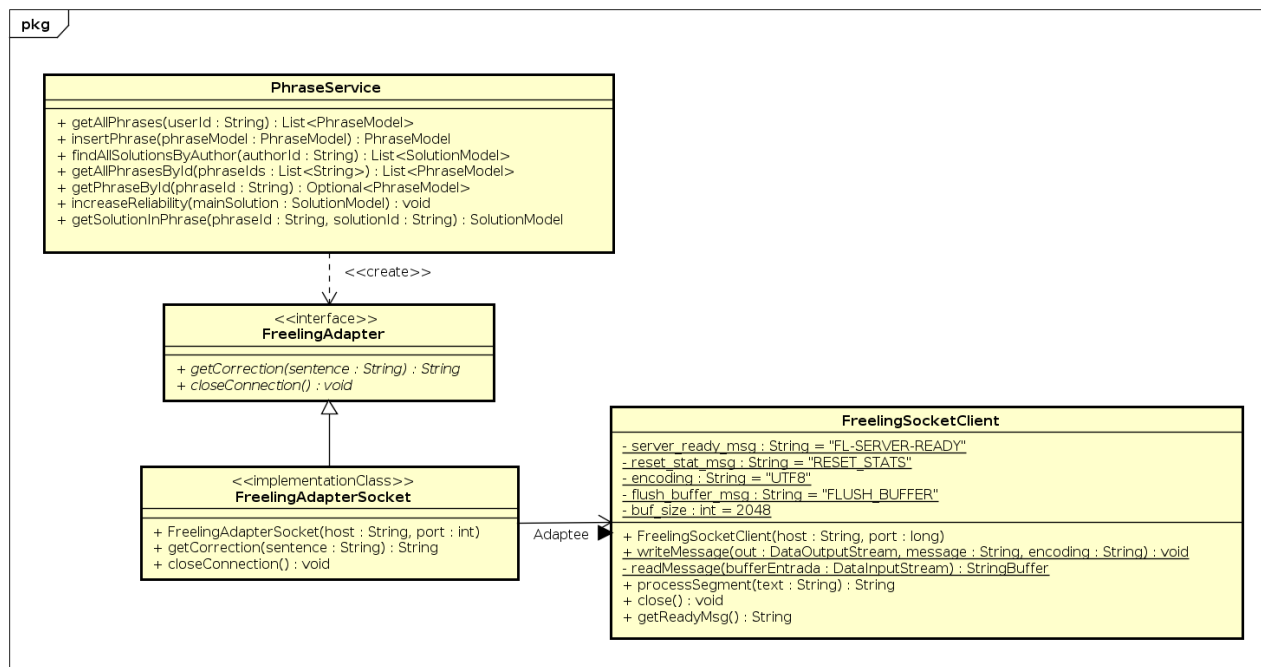 pkg
PhraseService
+ getAllPhrases(userId : String) : List<PhraseModel>
+ insertPhrase(phraseModel : PhraseModel) : PhraseModel
+ findAllSolutionsByAuthor(authorId : String) : List<SolutionModel>
+ getAllPhrasesById(phraseIds : List<String>) : List<PhraseModel>
+ getPhraseById(phraseId : String) : Optional<PhraseModel>
+ increaseReliability(mainSolution : SolutionModel) : void
+ getSolutionInPhrase(phraseId : String, solutionId : String) : SolutionModel
<<create>>
<<interface>>
FreelingAdapter
+ getCorrection(sentence : String) : String
+ closeConnection() : void
<<implementationClass>>
FreelingAdapterSocket
+ FreelingAdapterSocket(host : String, port : int)
+ getCorrection(sentence : String) : String
+ closeConnection() : void
Adaptee
FreelingSocketClient
- server_ready_msg : String = "FL-SERVER-READY"
- reset_stat_msg : String = "RESET_STATS"
- encoding : String = "UTF8"
- flush_buffer_msg : String = "FLUSH_BUFFER"
- buf_size : int = 2048
+ FreelingSocketClient(host : String, port : long)
+ writeMessage(out : DataOutputStream, message : String, encoding : String) : void
- readMessage(bufferEntrada : DataInputStream) : StringBuffer
+ processSegment(text : String) : String
+ close() : void
+ getReadyMsg() : String